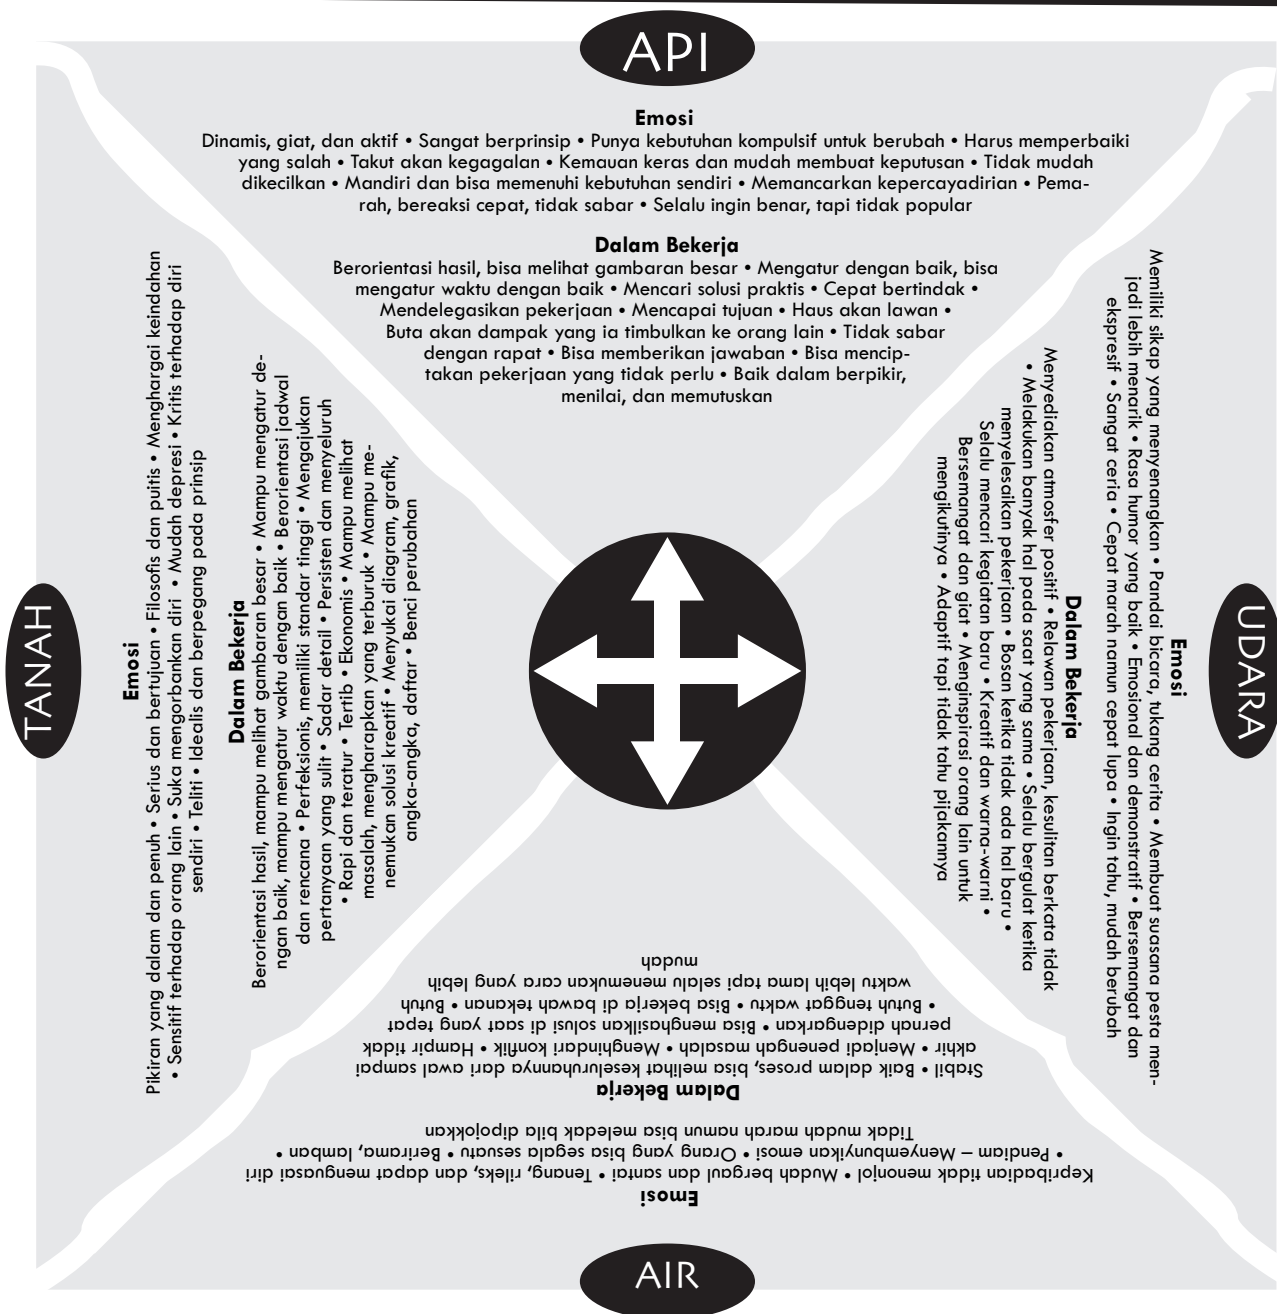 API
Emosi
Dinamis, giat, dan aktif • Sangat berprinsip • Punya kebutuhan kompulsif untuk berubah • Harus memperbaiki
yang salah • Takut akan kegagalan • Kemauan keras dan mudah membuat keputusan • Tidak mudah
dikecilkan • Mandiri dan bisa memenuhi kebutuhan sendiri • Memancarkan kepercayadirian • Pema-
rah, bereaksi cepat, tidak sabar • Selalu ingin benar, tapi tidak popular
Dalam Bekerja
Berorientasi hasil, bisa melihat gambaran besar • Mengatur dengan baik, bisa
mengatur waktu dengan baik • Mencari solusi praktis • Cepat bertindak •
Mendelegasikan pekerjaan • Mencapai tujuan • Haus akan lawan •
Buta akan dampak yang ia timbulkan ke orang lain • Tidak sabar
dengan rapat • Bisa memberikan jawaban • Bisa mencip-
takan pekerjaan yang tidak perlu • Baik dalam berpikir,
menilai, dan memutuskan
TANAH
Emosi
Pikiran yang dalam dan penuh • Serius dan bertujuan • Filosofis dan puitis • Menghargai keindahan
• Sensitif terhadap orang lain • Suka mengorbankan diri • Mudah depresi • Kritis terhadap diri
sendiri • Teliti • Idealis dan berpegang pada prinsip
Dalam Bekerja
Berorientasi hasil, mampu melihat gambaran besar • Mampu mengatur de-
ngan baik, mampu mengatur waktu dengan baik • Berorientasi jadwal
dan rencana • Perfeksionis, memiliki standar tinggi • Mengajukan
pertanyaan yang sulit • Sadar detail • Persisten dan menyeluruh
• Rapi dan teratur • Tertib • Ekonomis • Mampu melihat
masalah, mengharapkan yang terburuk • Mampu me-
nemukan solusi kreatif • Menyukai diagram, grafik,
angka-angka, daftar • Benci perubahan
UDARA
Emosi
Memiliki sikap yang menyenangkan • Pandai bicara, tukang cerita • Membuat suasana pesta men-
jadi lebih menarik • Rasa humor yang baik • Emosional dan demonstratif • Bersemangat dan
ekspresif • Sangat ceria • Cepat marah namun cepat lupa • Ingin tahu, mudah berubah
Dalam Bekerja
Menyediakan atmosfer positif • Relawan pekerjaan, kesulitan berkata tidak
• Melakukan banyak hal pada saat yang sama • Selalu bergulat ketika
menyelesaikan pekerjaan • Bosan ketika tidak ada hal baru •
Selalu mencari kegiatan baru • Kreatif dan warna-warni •
Bersemangat dan giat • Menginspirasi orang lain untuk
mengikutinya • Adaptif tapi tidak tahu pijakannya
Emosi
Kepribadian tidak menonjol • Mudah bergaul dan santai • Tenang, rileks, dan dapat menguasai diri
• Pendiam – Menyembunyikan emosi • Orang yang bisa segala sesuatu • Berirama, lamban •
Tidak mudah marah namun bisa meledak bila dipojokkan
Dalam Bekerja
Stabil • Baik dalam proses, bisa melihat keseluruhannya dari awal sampai
akhir • Menjadi penengah masalah • Menghindari konflik • Hampir tidak
pernah didengarkan • Bisa menghasilkan solusi di saat yang tepat
• Butuh tenggat waktu • Bisa bekerja di bawah tekanan • Butuh
waktu lebih lama tapi selalu menemukan cara yang lebih
mudah
AIR